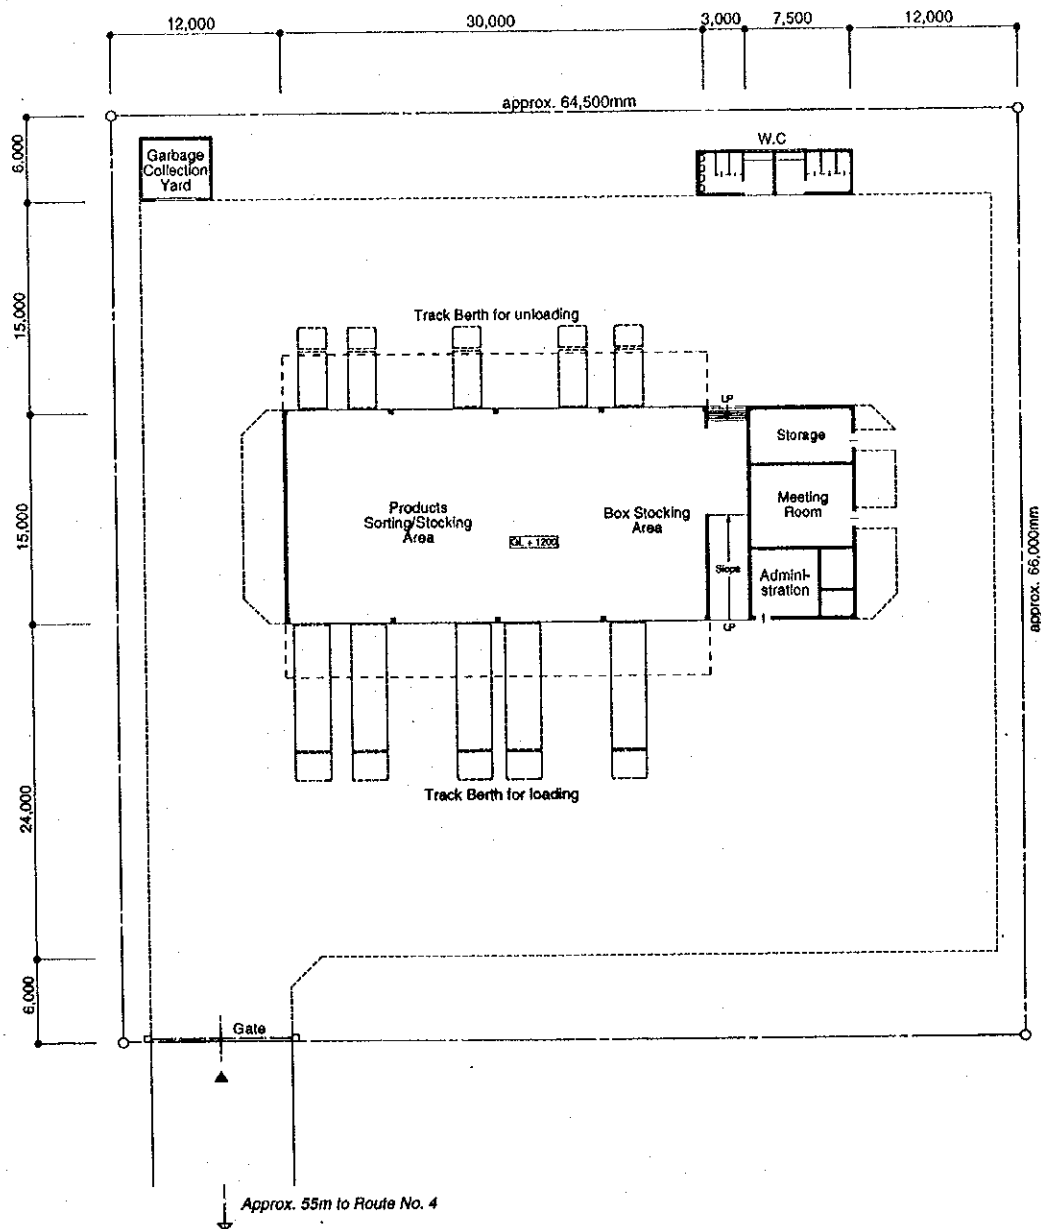 12,000
30,000
3,000
7,500
12,000
approx. 64,500mm
6,000
Garbage
Collection
Yard
W.C
15,000
Track Berth for unloading
UP
Storage
Products
Sorting/Stocking
Area
Box Stocking
Area
Meeting
Room
15,000
GL + 1200
Slope
Admini-
stration
UP
approx. 66,000mm
24,000
Track Berth for loading
6,000
Gate
Approx. 55m to Route No. 4